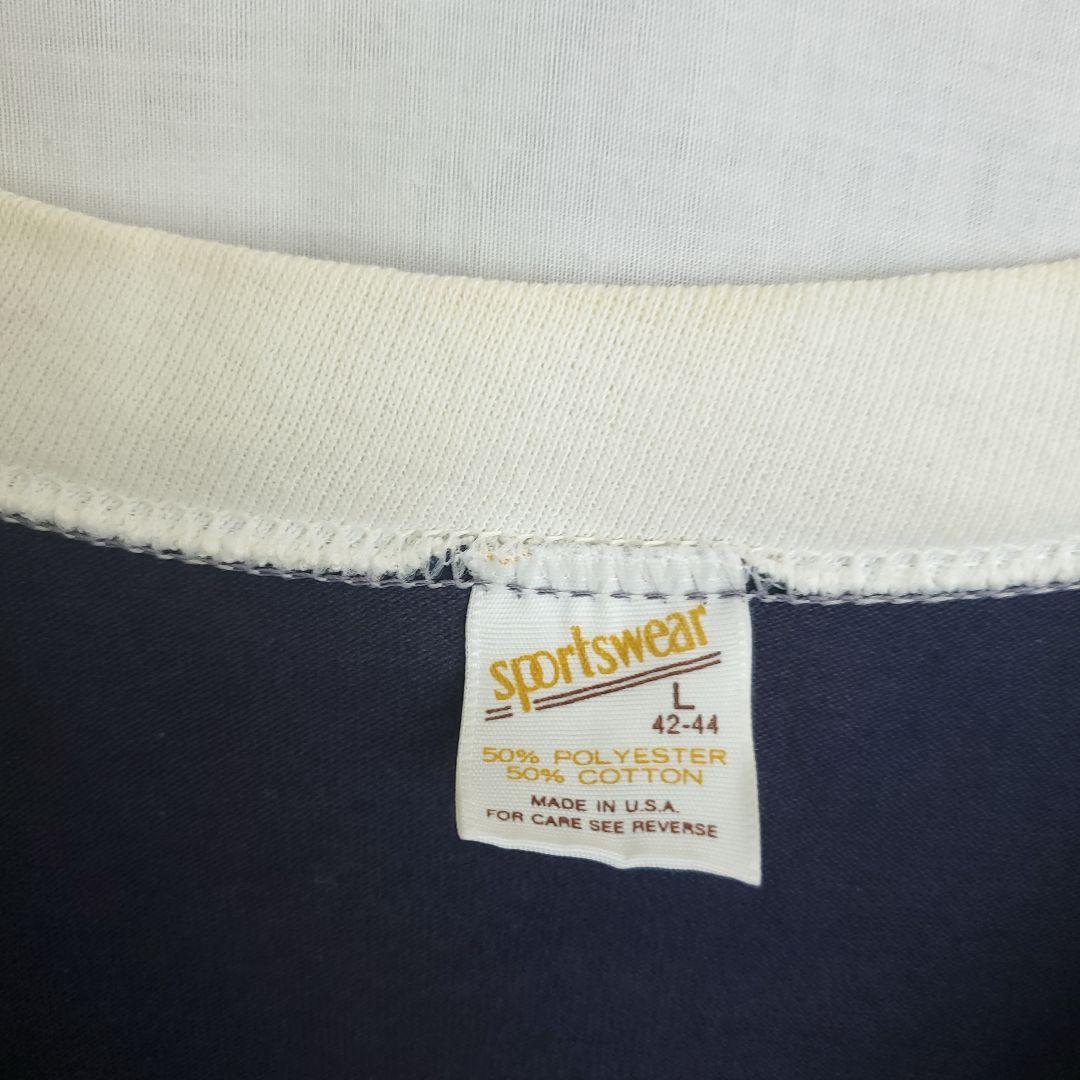 sportswear
L
42-44
50% POLYESTER
50% COTTON
MADE IN U.S.A.
FOR CARE SEE REVERSE